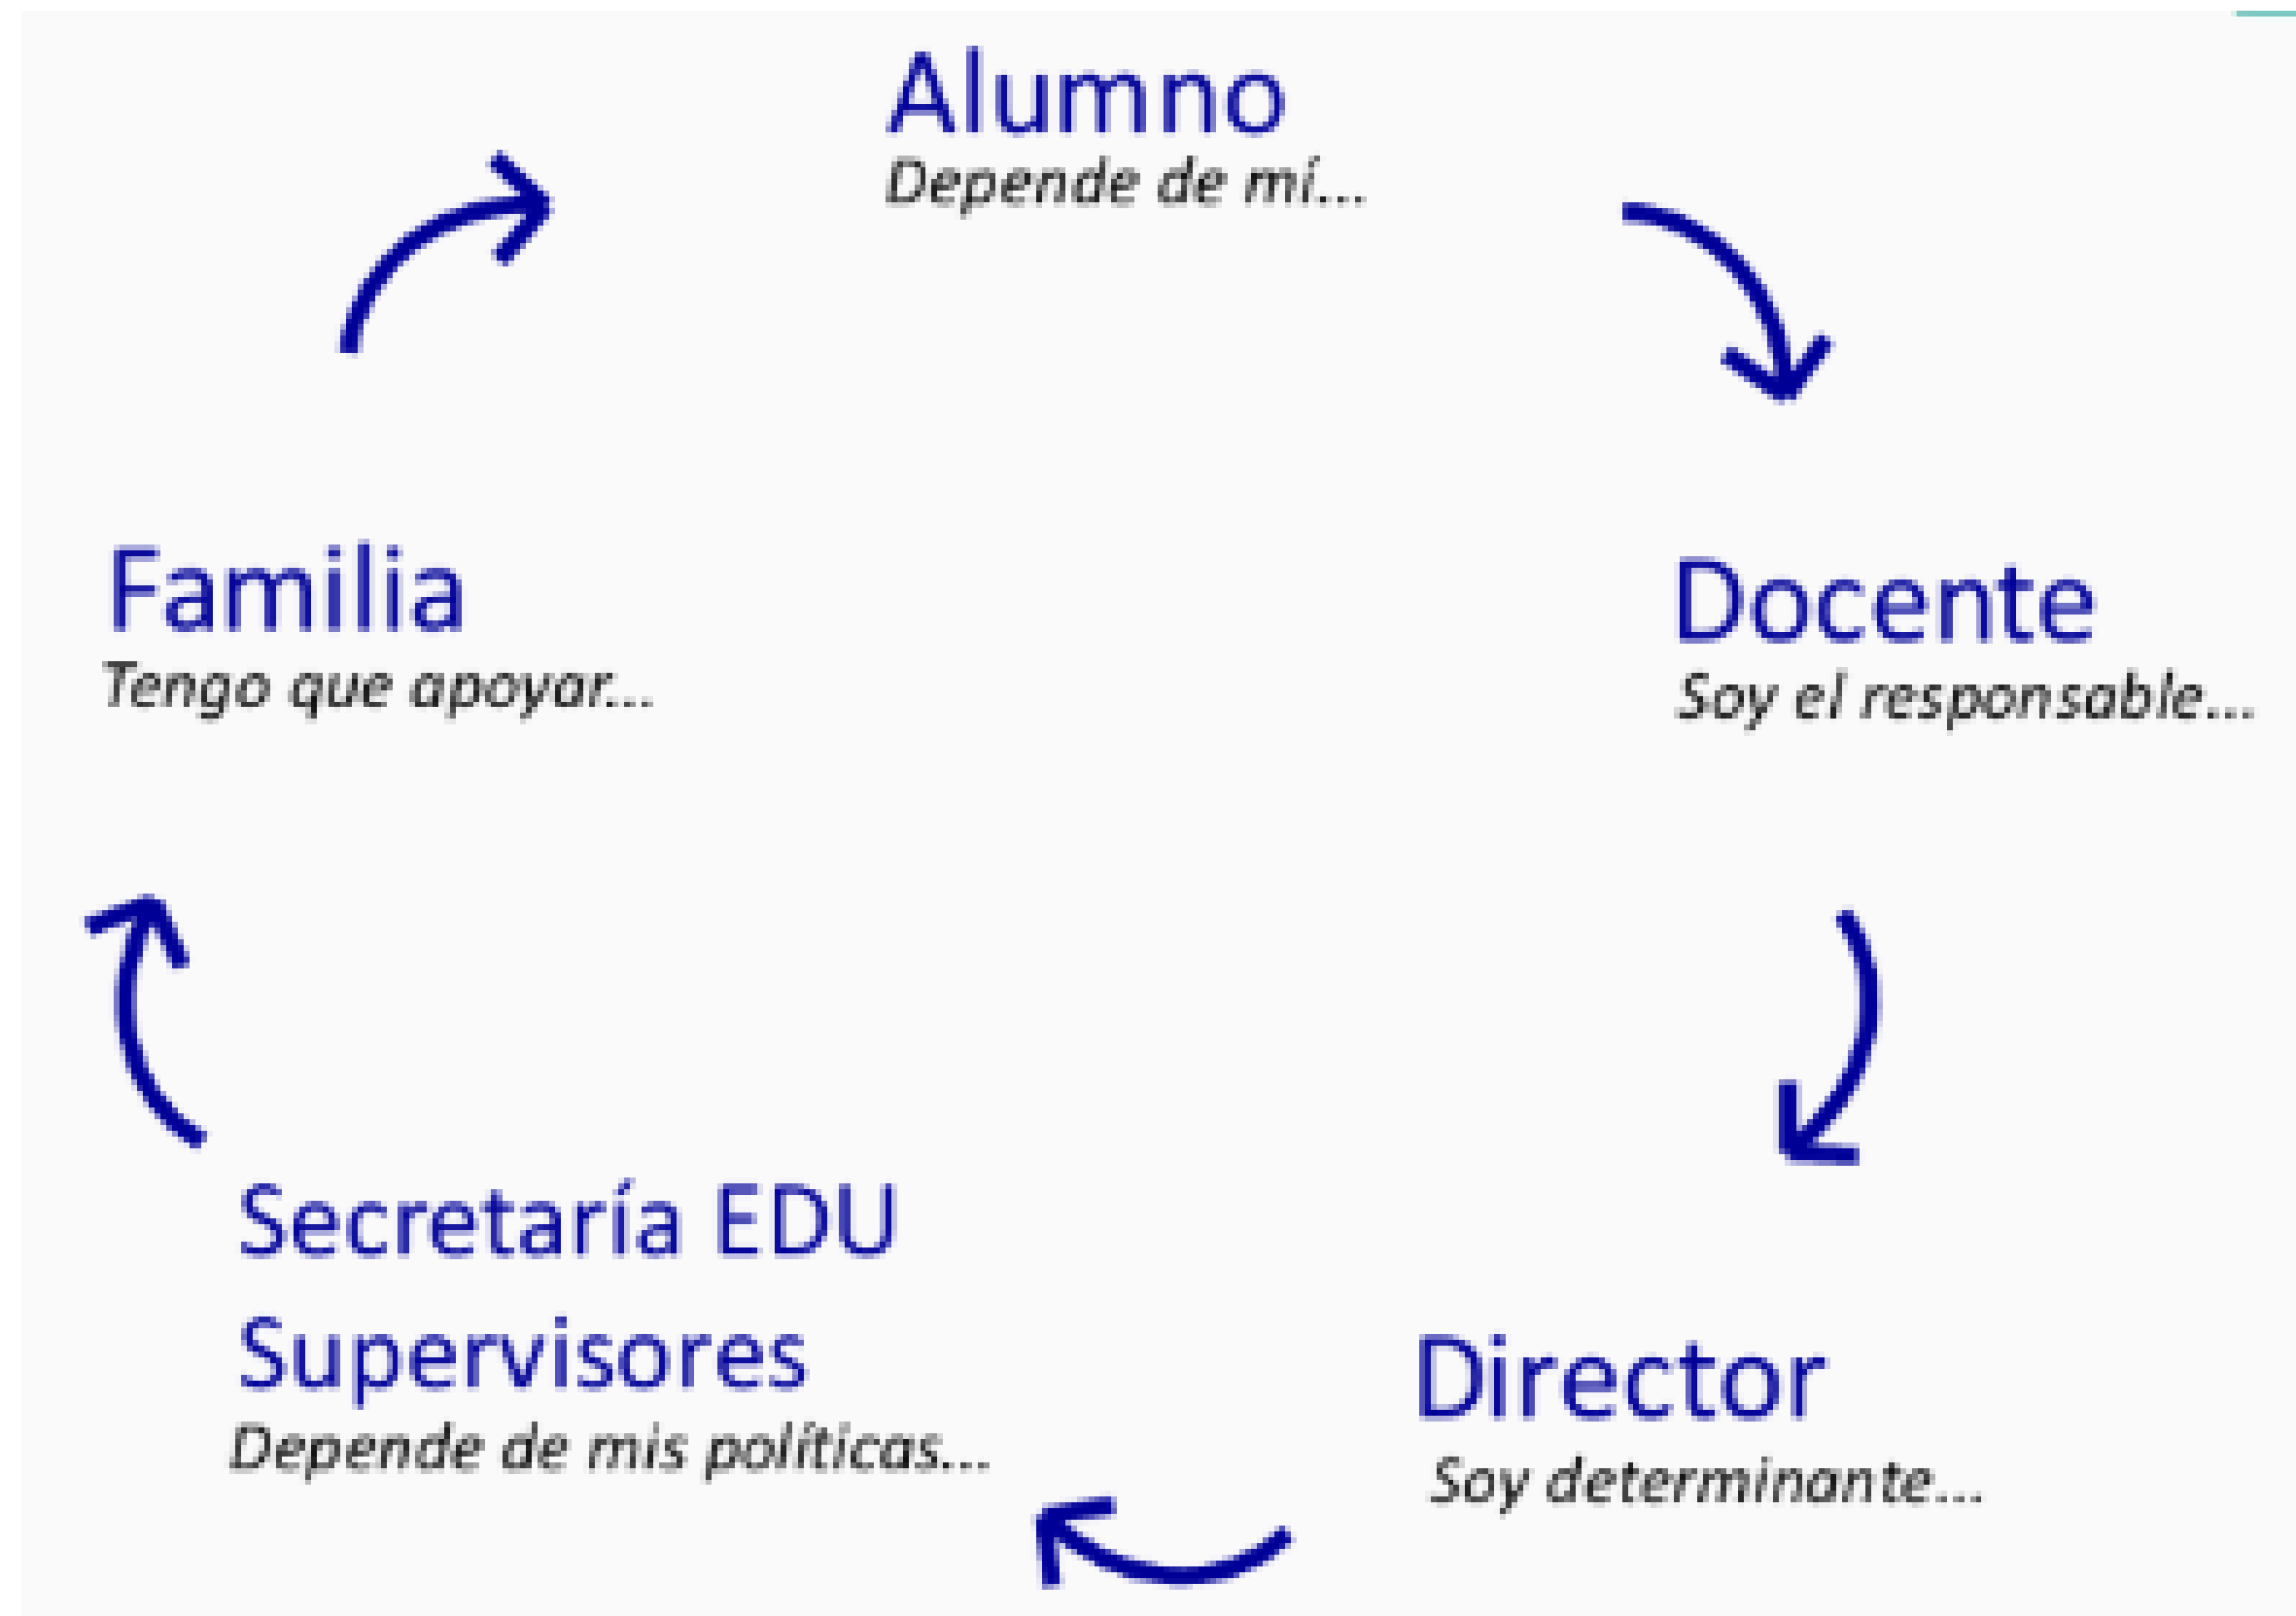 Alumno
Depende de mí...
Familia
Tengo que apoyar...
Docente
Soy el responsable...
Secretaría EDU
Supervisores
Depende de mis políticas...
Director
Soy determinante...